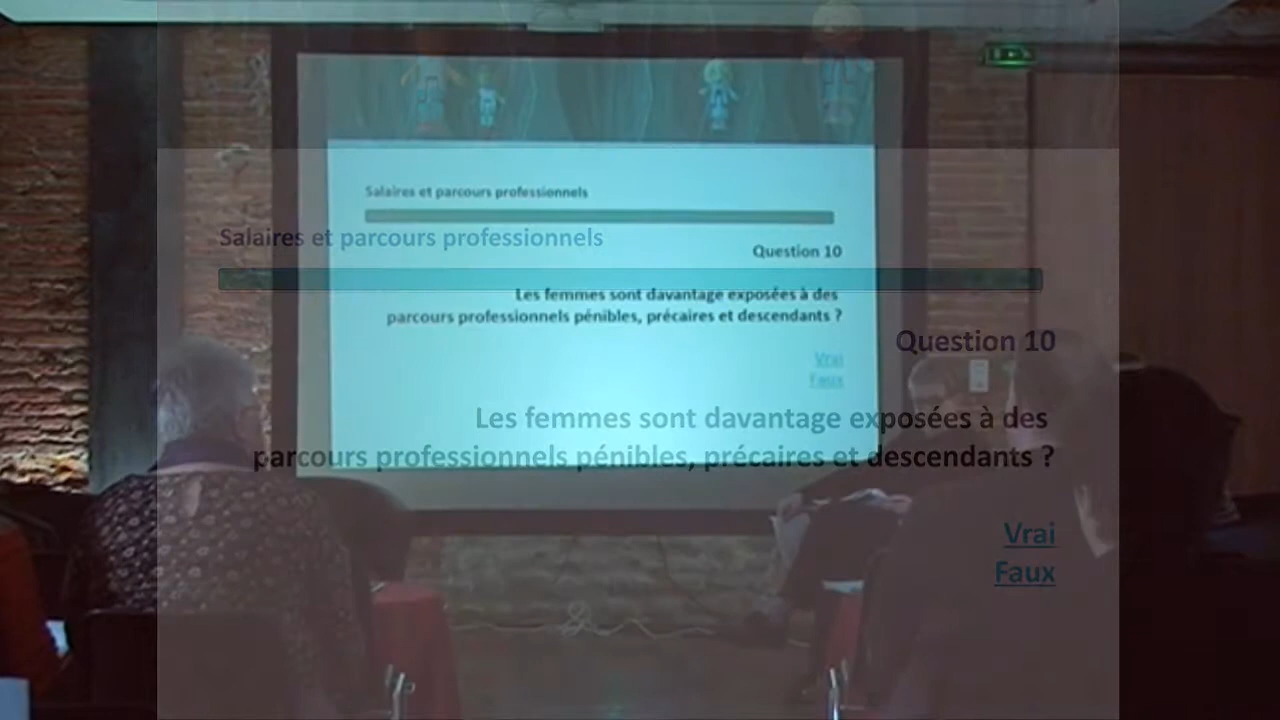 Salaires et parcours professionnels
Question 10
Les femmes sont davantage exposées à des
parcours professionnels pénibles, précaires et descendants ?
Vrai
Faux
Salaires et parcours professionnels
Question 10
Les femmes sont davantage exposées à des
parcours professionnels pénibles, précaires et descendants ?
Vrai
Faux